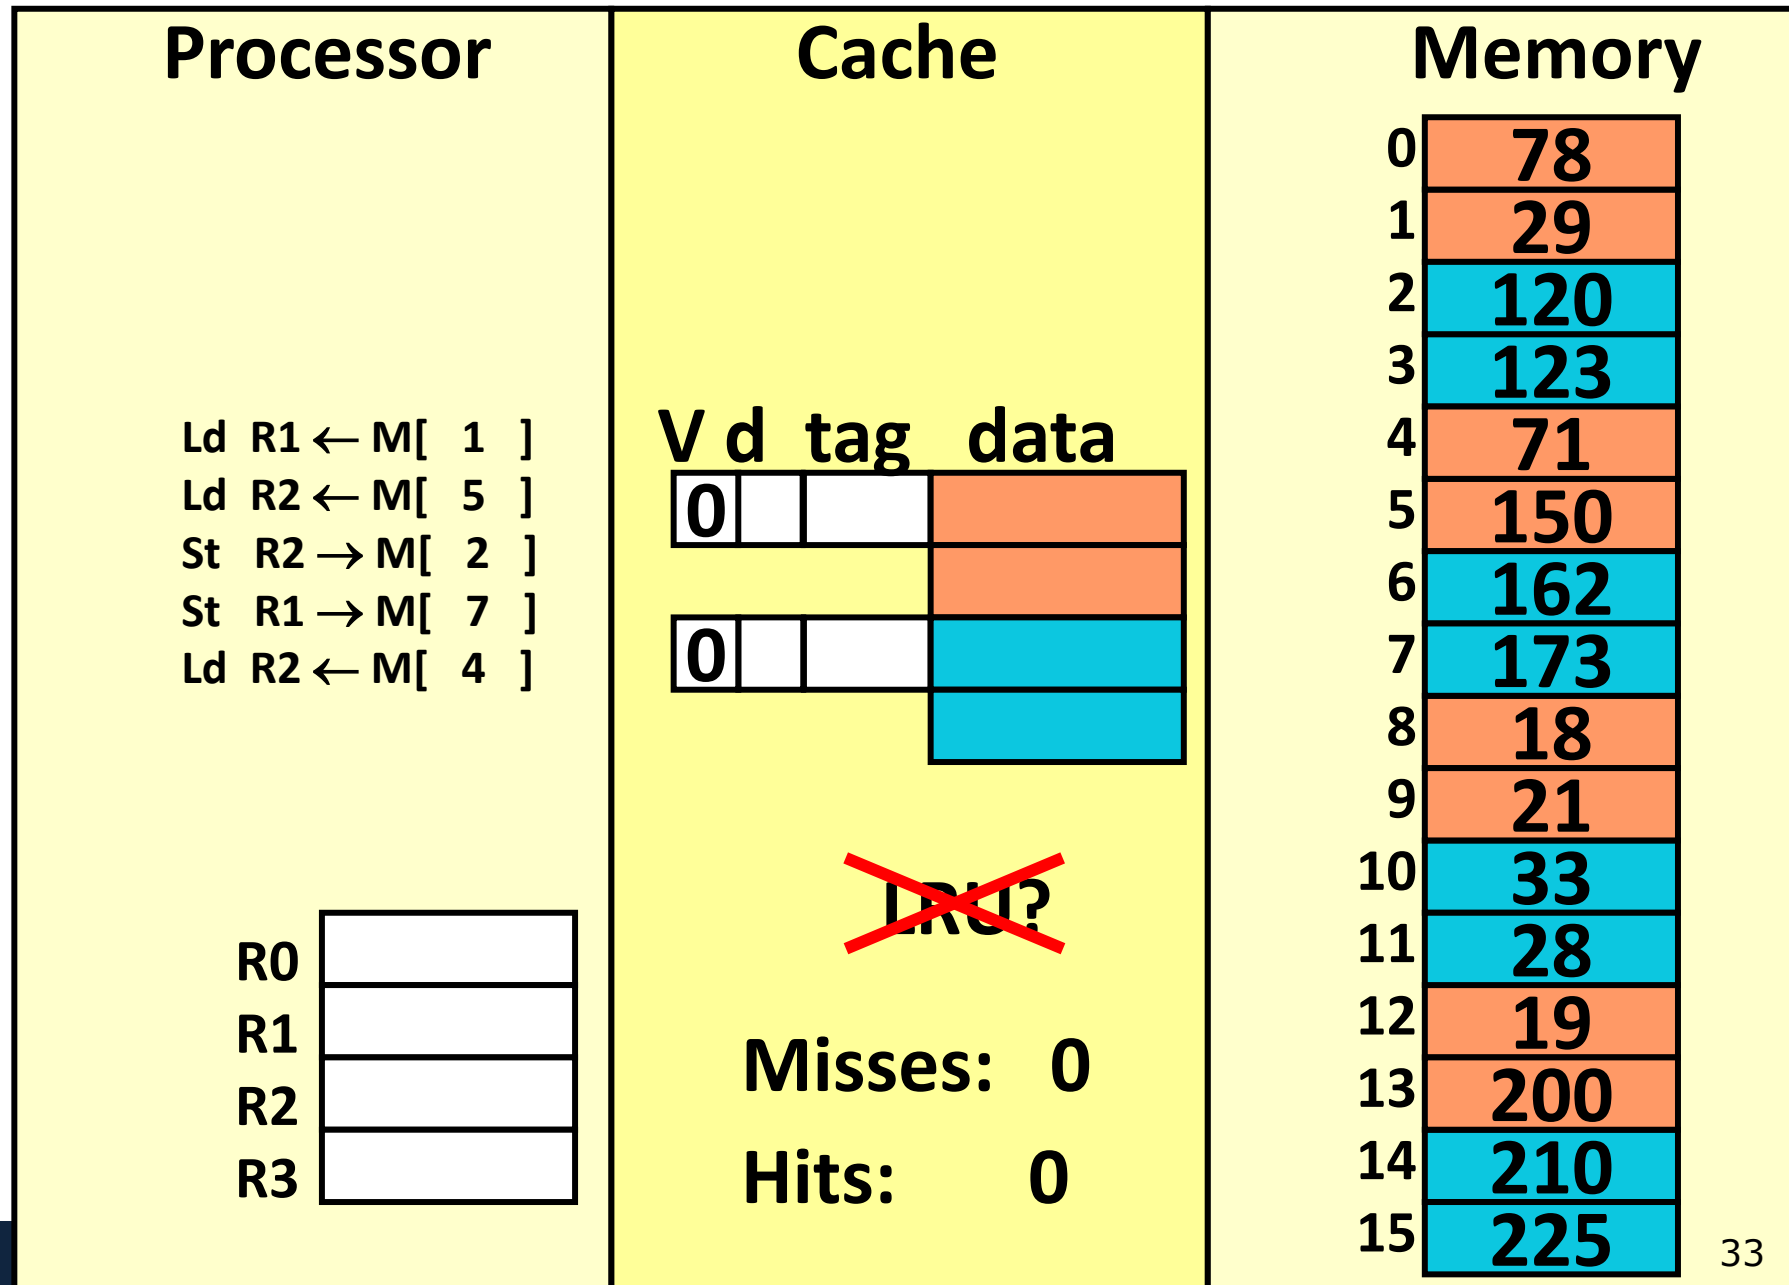 Processor
Ld R1 ← M[ 1 ]
Ld R2 ← M[ 5 ]
St R2 → M[ 2 ]
St R1 → M[ 7 ]
Ld R2 ← M[ 4 ]
R0
R1
R2
R3
Cache
V d tag data
0
0
LRU?
Misses: 0
Hits: 0
Memory
0 78
1 29
2 120
3 123
4 71
5 150
6 162
7 173
8 18
9 21
10 33
11 28
12 19
13 200
14 210
15 225
33